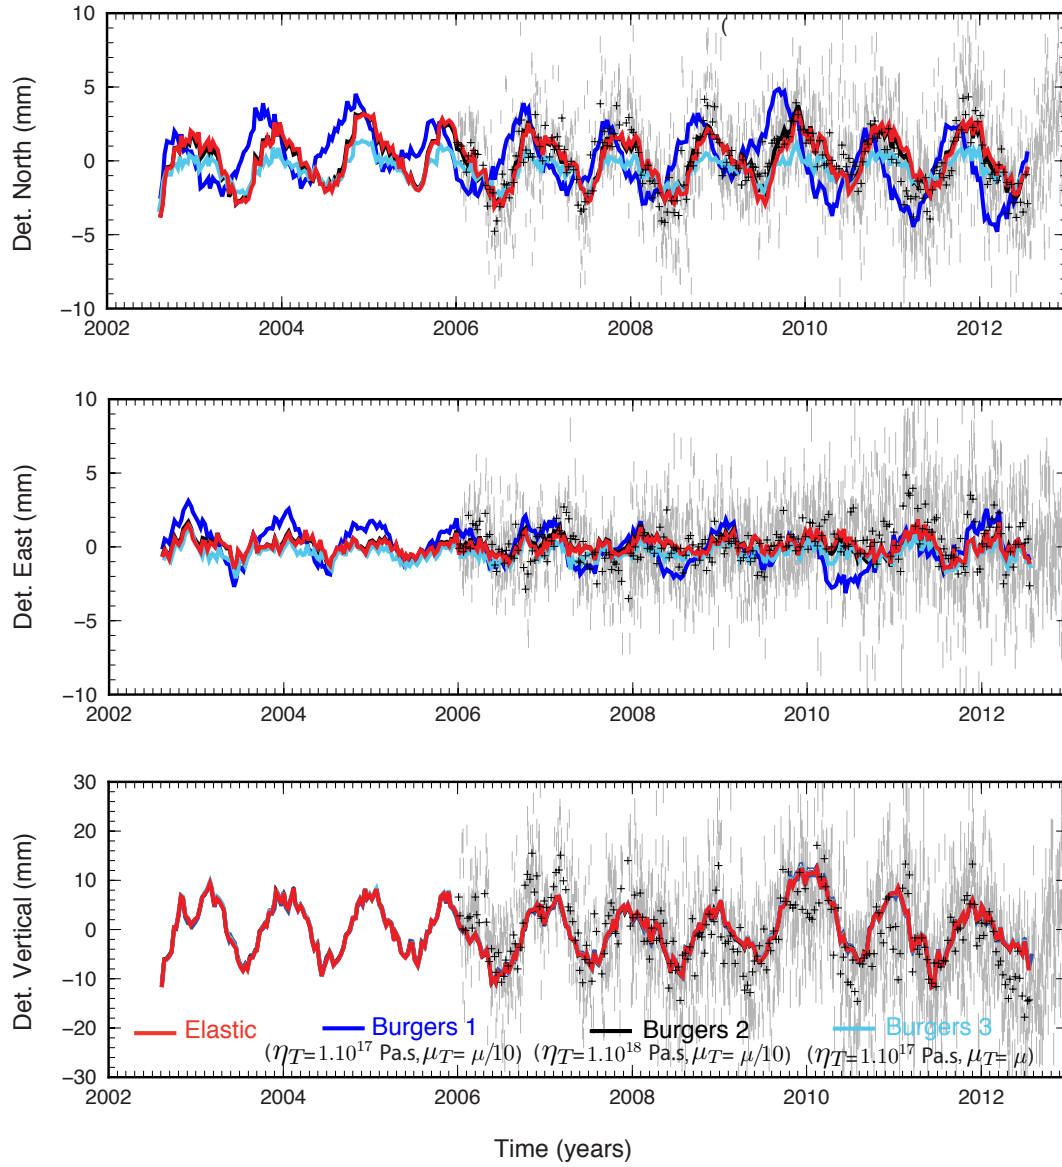 10
5
0
−5
−10
Det. North (mm)
(
2002 2004 2006 2008 2010 2012
10
5
0
−5
−10
Det. East (mm)
2002 2004 2006 2008 2010 2012
30
20
10
0
−10
−20
−30
Det. Vertical (mm)
Elastic Burgers 1 Burgers 2 Burgers 3
(ηT=1.10^17 Pa.s,μT= μ/10) (ηT=1.10^18 Pa.s,μT= μ/10) (ηT=1.10^17 Pa.s,μT= μ)
2002 2004 2006 2008 2010 2012
Time (years)